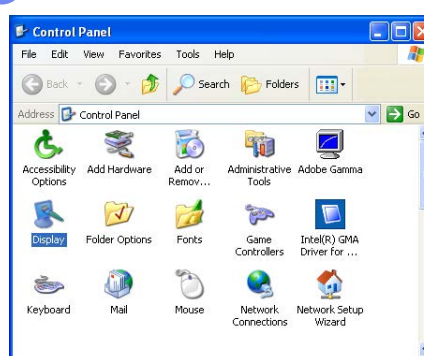 Control Panel
File Edit View Favorites Tools Help
Back Search Folders
Address Control Panel Go
Accessibility Options
Add Hardware
Add or Remov...
Administrative Tools
Adobe Gamma
Display
Folder Options
Fonts
Game Controllers
Intel(R) GMA Driver for ...
Keyboard
Mail
Mouse
Network Connections
Network Setup Wizard